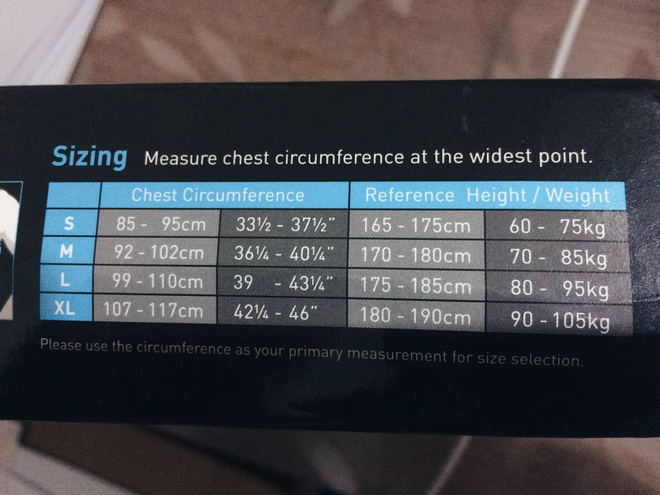 Sizing Measure chest circumference at the widest point.
Chest Circumference Reference Height / Weight
S 85 - 95cm 33½ - 37½" 165 - 175cm 60 - 75kg
M 92 - 102cm 36¼ - 40¼" 170 - 180cm 70 - 85kg
L 99 - 110cm 39 - 43¼" 175 - 185cm 80 - 95kg
XL 107 - 117cm 42¼ - 46" 180 - 190cm 90 - 105kg
Please use the circumference as your primary measurement for size selection.